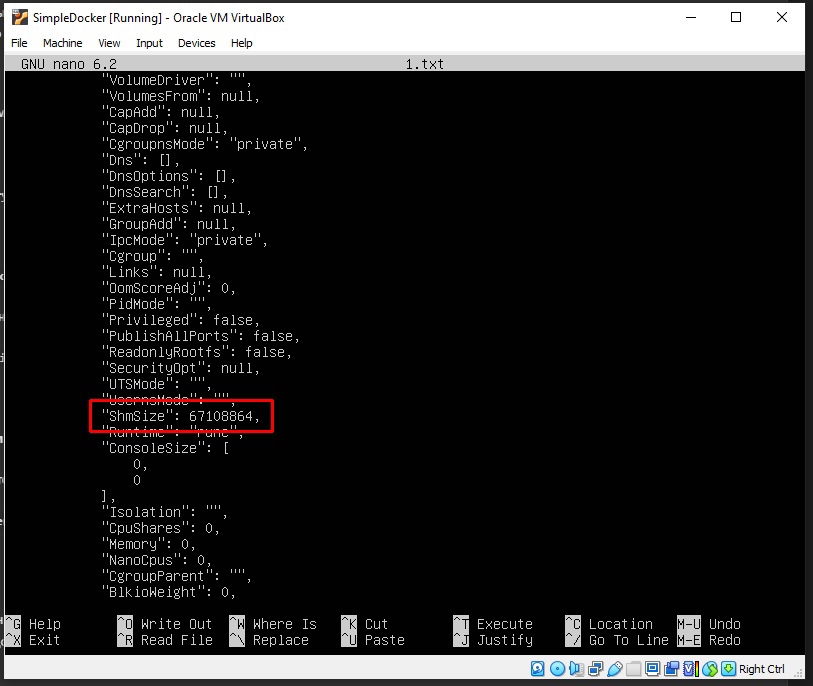 SimpleDocker [Running] - Oracle VM VirtualBox
File Machine View Input Devices Help
GNU nano 6.2 1.txt
"VolumeDriver": "",
"VolumesFrom": null,
"CapAdd": null,
"CapDrop": null,
"CgroupnsMode": "private",
"Dns": [],
"DnsOptions": [],
"DnsSearch": [],
"ExtraHosts": null,
"GroupAdd": null,
"IpcMode": "private",
"Cgroup": "",
"Links": null,
"OomScoreAdj": 0,
"PidMode": "",
"Privileged": false,
"PublishAllPorts": false,
"ReadonlyRootfs": false,
"SecurityOpt": null,
"UTSMode": "",
"UsernsMode": "",
"ShmSize": 67108864,
"Runtime": "runc",
"ConsoleSize": [
0,
0
],
"Isolation": "",
"CpuShares": 0,
"Memory": 0,
"NanoCpus": 0,
"CgroupParent": "",
"BlkioWeight": 0,
^G Help ^O Write Out ^W Where Is ^K Cut ^T Execute ^C Location M-U Undo
^X Exit ^R Read File ^\ Replace ^U Paste ^J Justify ^/ Go To Line M-E Redo
Right Ctrl